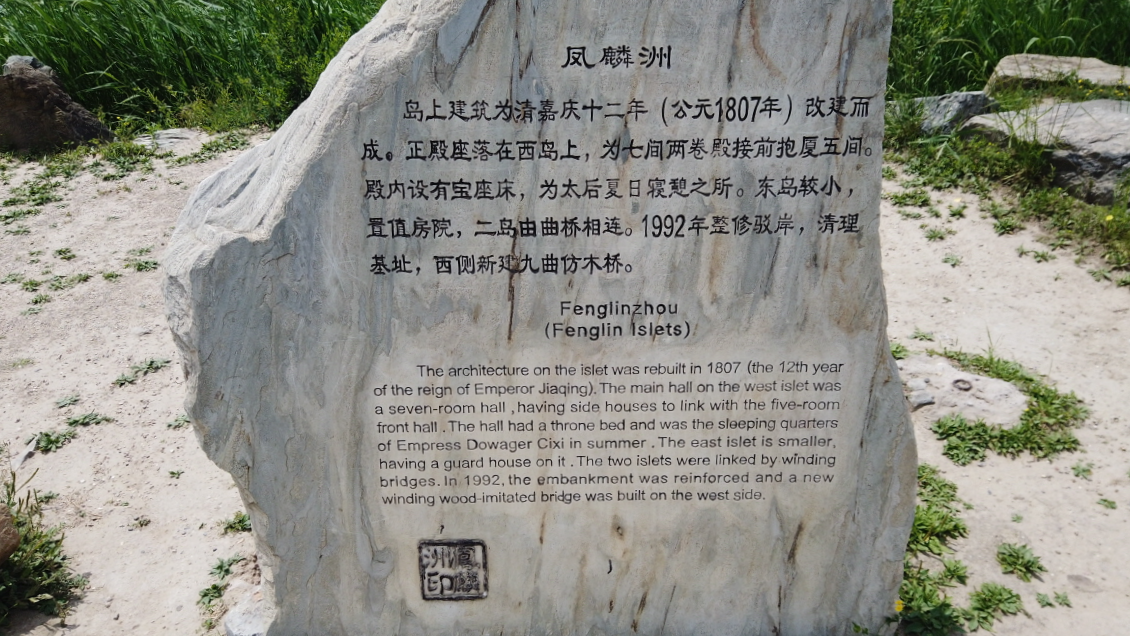 凤麟洲
岛上建筑为清嘉庆十二年（公元1807年）改建而
成。正殿座落在西岛上，为七间两卷殿接前抱厦五间。
殿内设有宝座床，为太后夏日寝憩之所。东岛较小，
置值房院，二岛由曲桥相连。1992年整修驳岸，清理
基址，西侧新建九曲仿木桥。
Fenglinzhou
(Fenglin Islets)
The architecture on the islet was rebuilt in 1807 (the 12th year
of the reign of Emperor Jiaqing). The main hall on the west islet was
a seven-room hall , having side houses to link with the five-room
front hall . The hall had a throne bed and was the sleeping quarters
of Empress Dowager Cixi in summer . The east islet is smaller,
having a guard house on it . The two islets were linked by winding
bridges. In 1992, the embankment was reinforced and a new
winding wood-imitated bridge was built on the west side.
鳳麟
洲印